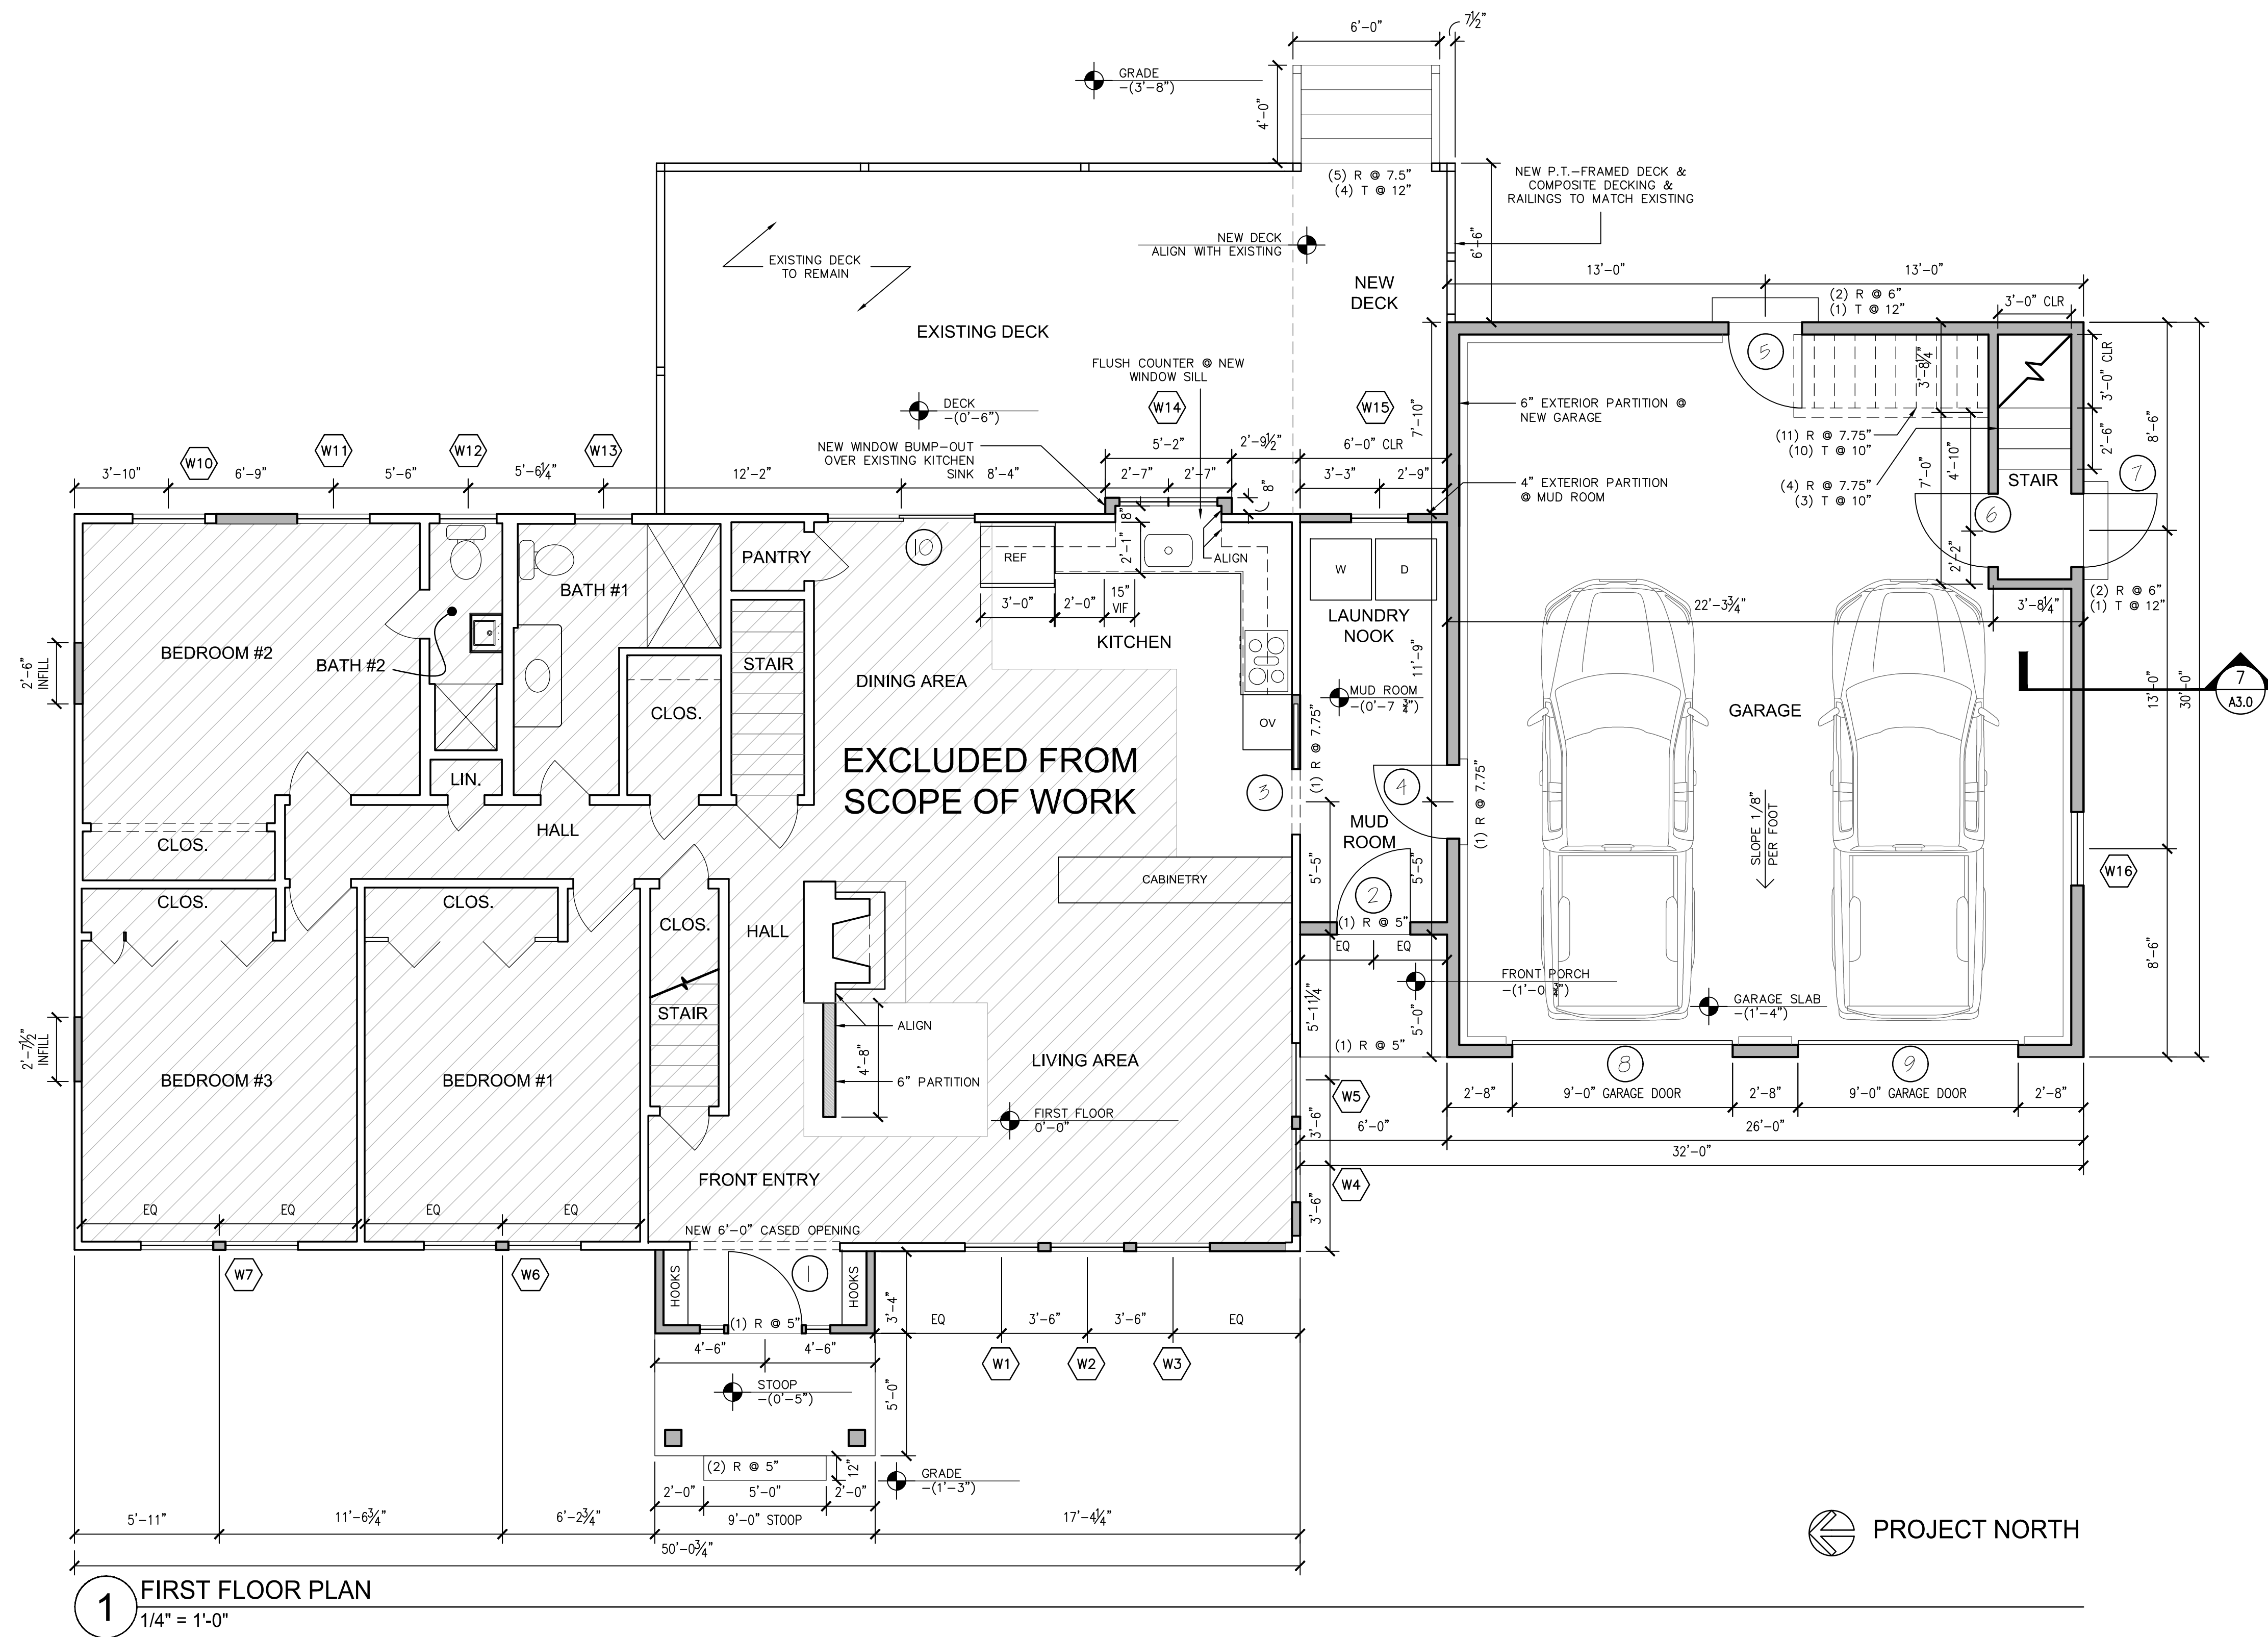 6'-0"
7½"
GRADE
-(3'-8")
4'-0"
(5) R @ 7.5"
(4) T @ 12"
NEW P.T.-FRAMED DECK &
COMPOSITE DECKING &
RAILINGS TO MATCH EXISTING
6'-6"
NEW DECK
ALIGN WITH EXISTING
EXISTING DECK
TO REMAIN
NEW
DECK
EXISTING DECK
13'-0"
13'-0"
(2) R @ 6"
(1) T @ 12"
3'-0" CLR
FLUSH COUNTER @ NEW
WINDOW SILL
5
3'-8¼"
3'-0" CLR
DECK
-(0'-6")
W14
W15
7'-10"
6" EXTERIOR PARTITION @
NEW GARAGE
(11) R @ 7.75"
(10) T @ 10"
2'-6"
8'-6"
NEW WINDOW BUMP-OUT
OVER EXISTING KITCHEN
SINK
5'-2"
2'-9½"
6'-0" CLR
W10
W11
W12
W13
3'-10"
6'-9"
5'-6"
5'-6¼"
12'-2"
8'-4"
2'-7"
2'-7"
8"
3'-3"
2'-9"
4" EXTERIOR PARTITION
@ MUD ROOM
7'-0"
4'-10"
(4) R @ 7.75"
(3) T @ 10"
STAIR
7
6
8"
2'-1"
ALIGN
10
PANTRY
REF
W
D
2'-2"
BATH #1
3'-0"
2'-0"
15"
VIF
LAUNDRY
NOOK
22'-3¾"
3'-8¼"
(2) R @ 6"
(1) T @ 12"
KITCHEN
BEDROOM #2
BATH #2
STAIR
2'-6"
INFILL
DINING AREA
11'-9"
MUD ROOM
-(0'-7 ¾")
CLOS.
OV
GARAGE
13'-0"
30'-0"
7
A3.0
(1) R @ 7.75"
EXCLUDED FROM
SCOPE OF WORK
LIN.
3
4
(1) R @ 7.75"
SLOPE 1/8"
PER FOOT
HALL
CLOS.
MUD
ROOM
5'-5"
5'-5"
W16
CABINETRY
2
CLOS.
CLOS.
CLOS.
HALL
(1) R @ 5"
EQ
EQ
8'-6"
FRONT PORCH
GARAGE SLAB
-(1'-4")
STAIR
ALIGN
4'-8"
5'-11¼"
5'-0"
(1) R @ 5"
2'-7½"
INFILL
LIVING AREA
8
9
BEDROOM #3
BEDROOM #1
6" PARTITION
W5
2'-8"
9'-0" GARAGE DOOR
2'-8"
9'-0" GARAGE DOOR
2'-8"
FIRST FLOOR
0'-0"
3'-6"
6'-0"
26'-0"
32'-0"
FRONT ENTRY
W4
3'-6"
EQ
EQ
EQ
EQ
NEW 6'-0" CASED OPENING
W7
W6
HOOKS
1
HOOKS
3'-4"
(1) R @ 5"
EQ
3'-6"
3'-6"
EQ
4'-6"
4'-6"
W1
W2
W3
STOOP
-(0'-5")
5'-0"
(2) R @ 5"
12"
GRADE
-(1'-3")
2'-0"
5'-0"
2'-0"
5'-11"
11'-6¾"
6'-2¾"
9'-0" STOOP
17'-4¼"
50'-0¾"
PROJECT NORTH
1
FIRST FLOOR PLAN
1/4" = 1'-0"